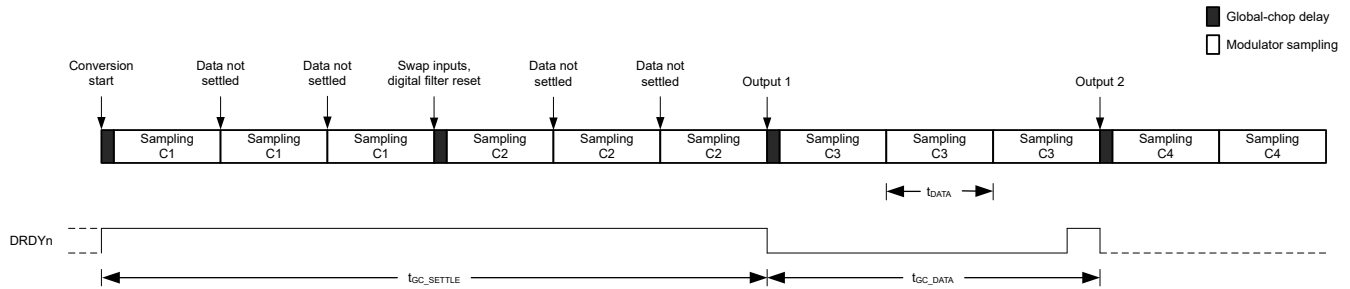 Global-chop delay
Modulator sampling
Conversion
start
Data not
settled
Data not
settled
Swap inputs,
digital filter reset
Data not
settled
Data not
settled
Output 1
Output 2
Sampling
C1
Sampling
C1
Sampling
C1
Sampling
C2
Sampling
C2
Sampling
C2
Sampling
C3
Sampling
C3
Sampling
C3
Sampling
C4
Sampling
C4
tDATA
DRDYn
tGC_SETTLE
tGC_DATA